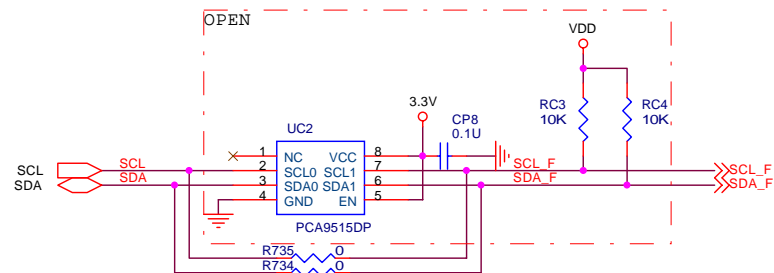 OPEN
VDD
3.3V
CP8
0.1U
RC3
10K
RC4
10K
UC2
1 NC VCC 8
SCL SCL 2 SCL0 SCL1 7 SCL_F SCL_F
SDA SDA 3 SDA0 SDA1 6 SDA_F SDA_F
4 GND EN 5
PCA9515DP
R735 0
R734 0